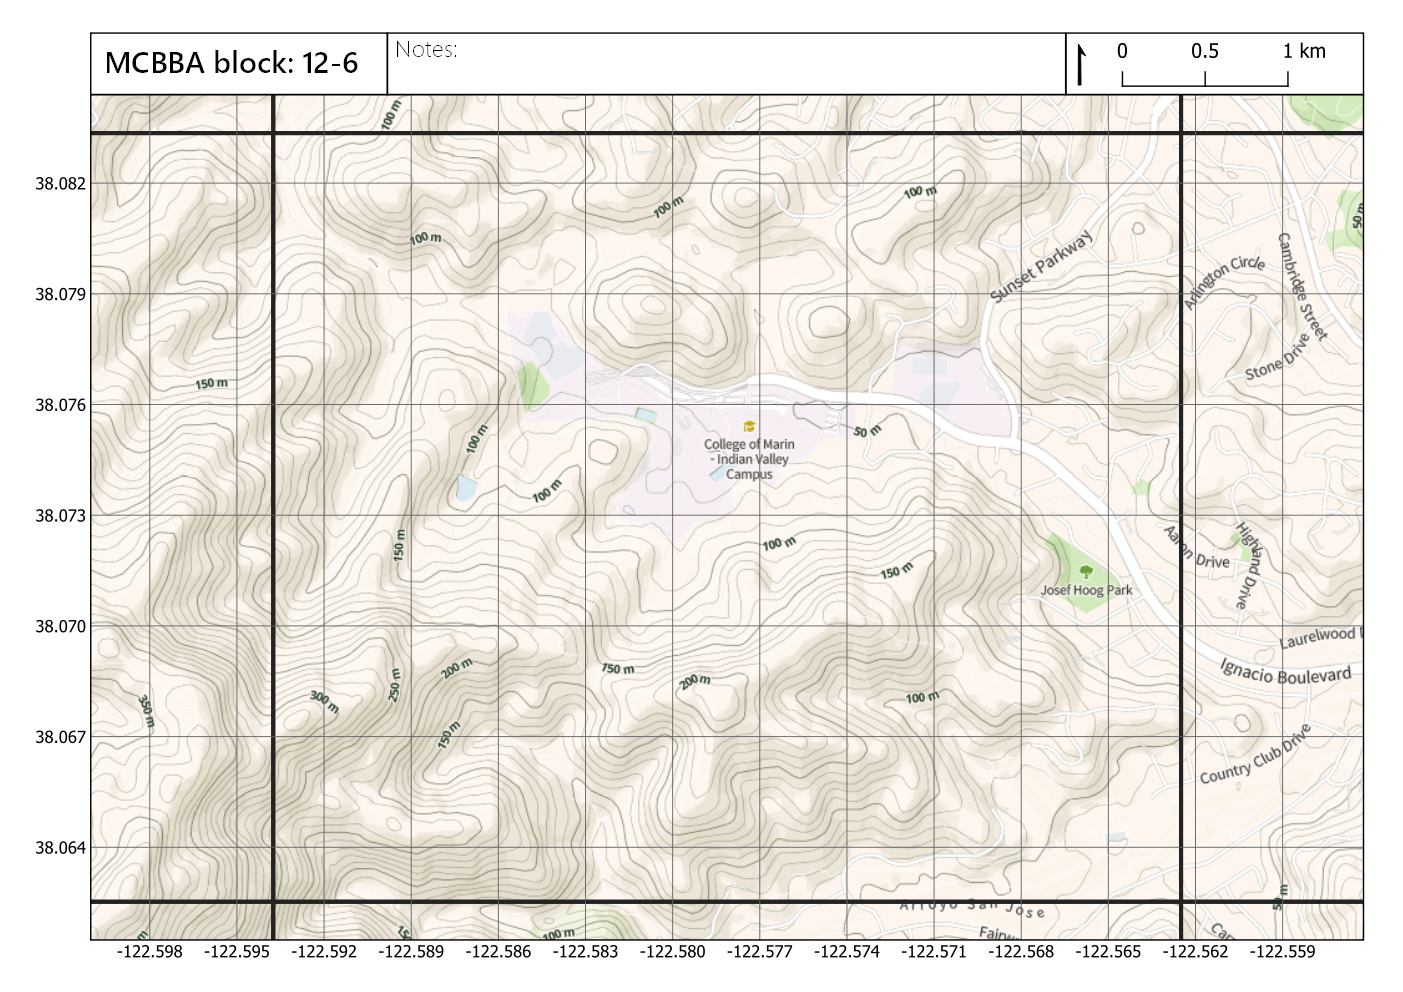 MCBBA block: 12-6
Notes:
0 0.5 1 km
100 m
38.082
100 m
100 m
50 m
100 m
Sunset Parkway
Arlington Circle
Cambridge Street
38.079
Stone Drive
150 m
38.076
100 m
50 m
College of Marin
- Indian Valley
Campus
100 m
38.073
150 m
100 m
Aaron Drive
Highland Drive
150 m
Josef Hoog Park
38.070
Laurelwood
200 m
150 m
Ignacio Boulevard
250 m
200 m
300 m
350 m
100 m
38.067
150 m
Country Club Drive
38.064
50 m
Arroyo San Jose
100 m
Fairw
-122.598 -122.595 -122.592 -122.589 -122.586 -122.583 -122.580 -122.577 -122.574 -122.571 -122.568 -122.565 -122.562 -122.559